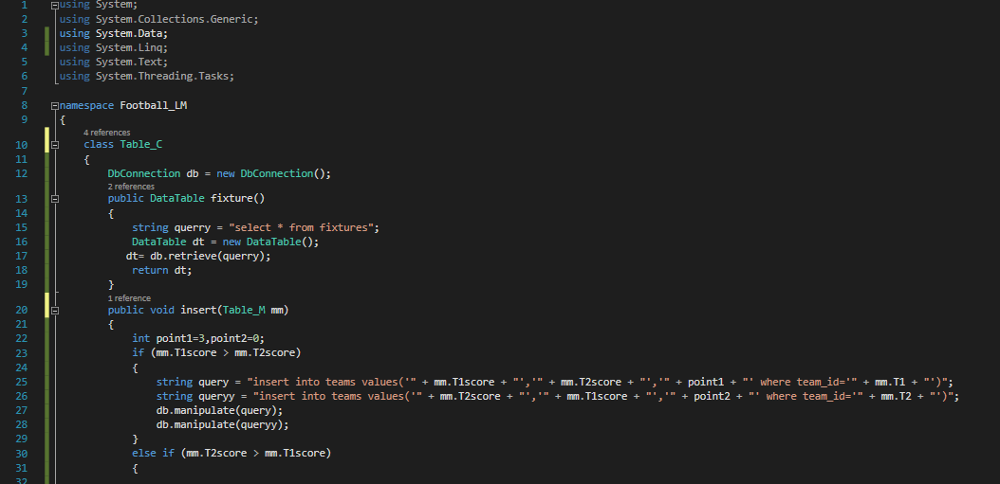 1 using System;
2 using System.Collections.Generic;
3 using System.Data;
4 using System.Linq;
5 using System.Text;
6 using System.Threading.Tasks;
7
8 namespace Football_LM
9 {
4 references
10 class Table_C
11 {
12 DbConnection db = new DbConnection();
2 references
13 public DataTable fixture()
14 {
15 string querry = "select * from fixtures";
16 DataTable dt = new DataTable();
17 dt= db.retrieve(querry);
18 return dt;
19 }
1 reference
20 public void insert(Table_M mm)
21 {
22 int point1=3,point2=0;
23 if (mm.T1score > mm.T2score)
24 {
25 string query = "insert into teams values('" + mm.T1score + "','" + mm.T2score + "','" + point1 + "' where team_id='" + mm.T1 + "')";
26 string queryy = "insert into teams values('" + mm.T2score + "','" + mm.T1score + "','" + point2 + "' where team_id='" + mm.T2 + "')";
27 db.manipulate(query);
28 db.manipulate(queryy);
29 }
30 else if (mm.T2score > mm.T1score)
31 {
32